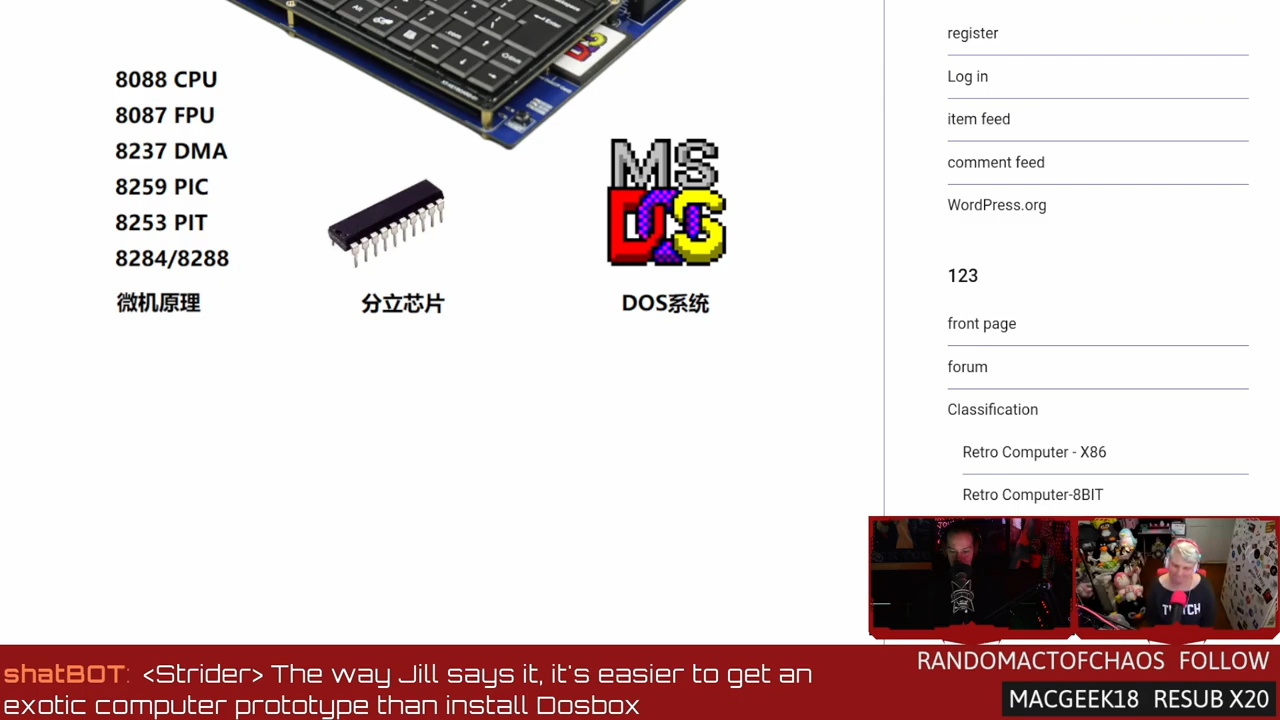 8088 CPU
8087 FPU
8237 DMA
8259 PIC
8253 PIT
8284/8288
微机原理
分立芯片
MS
DOS
DOS系统
register
Log in
item feed
comment feed
WordPress.org
123
front page
forum
Classification
Retro Computer - X86
Retro Computer-8BIT
TWITCH
shatBOT: <Strider> The way Jill says it, it's easier to get an
exotic computer prototype than install Dosbox
RANDOMACTOFCHAOS FOLLOW
MACGEEK18 RESUB X20